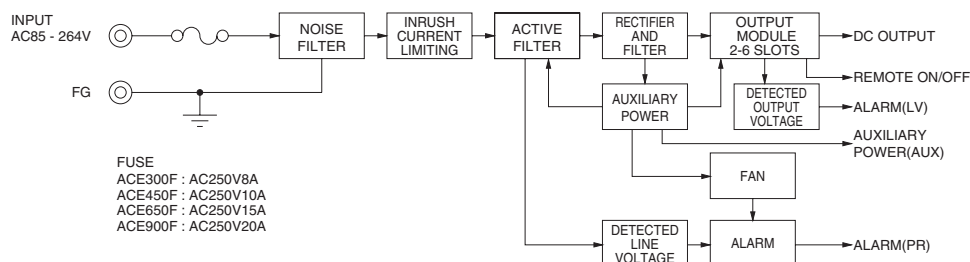 INPUT
AC85 - 264V
FG
NOISE
FILTER
INRUSH
CURRENT
LIMITING
ACTIVE
FILTER
RECTIFIER
AND
FILTER
OUTPUT
MODULE
2-6 SLOTS
DC OUTPUT
REMOTE ON/OFF
AUXILIARY
POWER
DETECTED
OUTPUT
VOLTAGE
ALARM(LV)
AUXILIARY
POWER(AUX)
FUSE
ACE300F : AC250V8A
ACE450F : AC250V10A
ACE650F : AC250V15A
ACE900F : AC250V20A
FAN
DETECTED
LINE
VOLTAGE
ALARM
ALARM(PR)